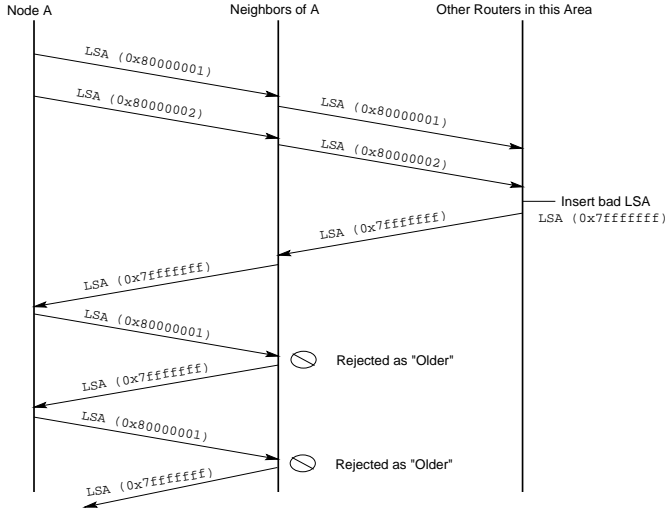 Node A
Neighbors of A
Other Routers in this Area
LSA (0x80000001)
LSA (0x80000002)
LSA (0x80000001)
LSA (0x80000002)
Insert bad LSA
LSA (0x7fffffff)
LSA (0x7fffffff)
LSA (0x7fffffff)
LSA (0x80000001)
Rejected as "Older"
LSA (0x7fffffff)
LSA (0x80000001)
Rejected as "Older"
LSA (0x7fffffff)